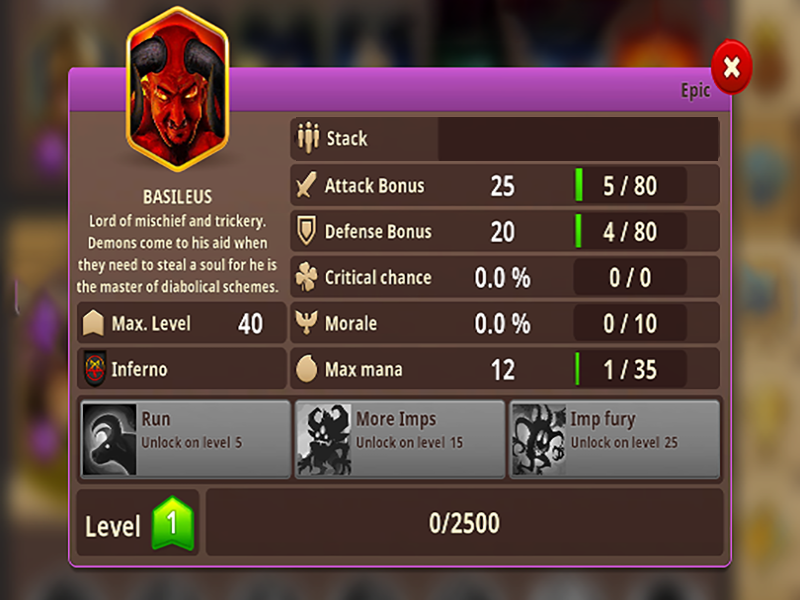 Epic
BASILEUS
Lord of mischief and trickery.
Demons come to his aid when
they need to steal a soul for he is
the master of diabolical schemes.
Max. Level 40
Inferno
Stack
Attack Bonus 25 5 / 80
Defense Bonus 20 4 / 80
Critical chance 0.0 % 0 / 0
Morale 0.0 % 0 / 10
Max mana 12 1 / 35
Run
Unlock on level 5
More Imps
Unlock on level 15
Imp fury
Unlock on level 25
Level 1 0/2500